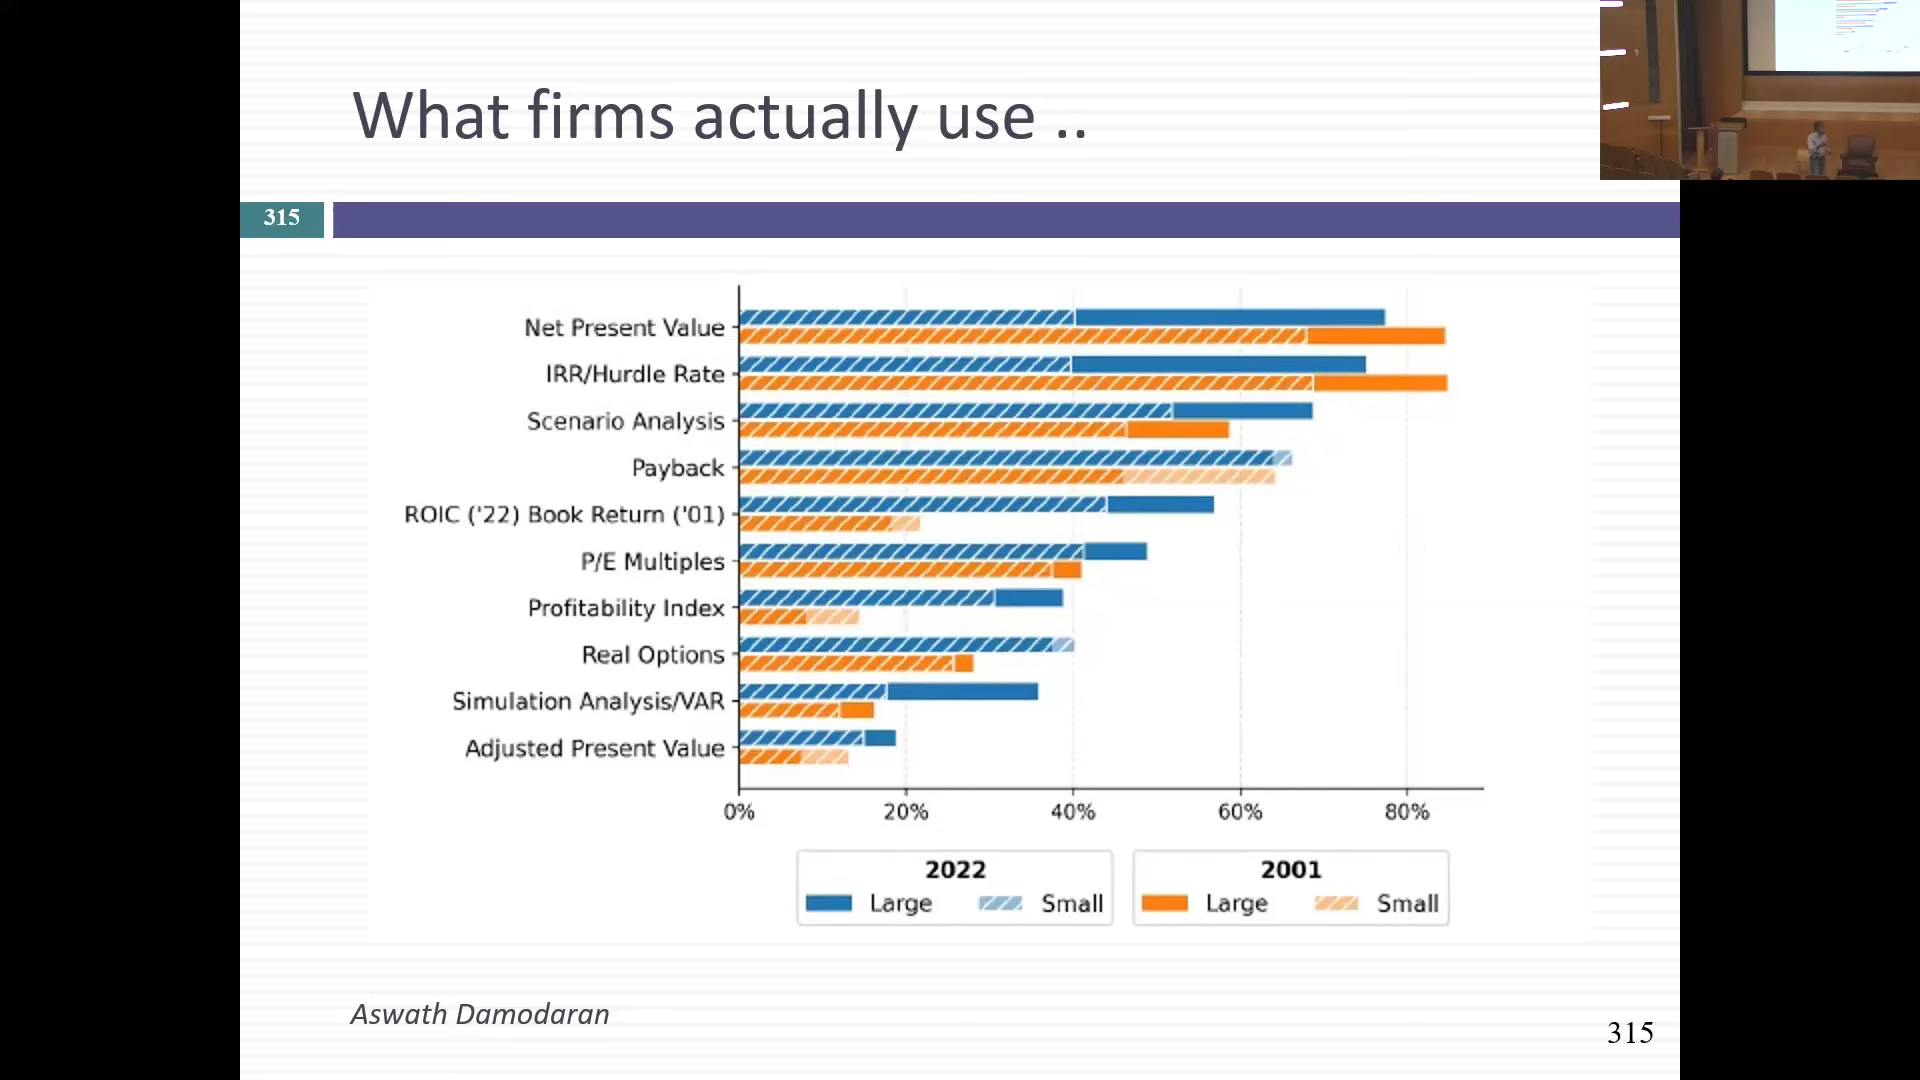 What firms actually use ..
315
Net Present Value
IRR/Hurdle Rate
Scenario Analysis
Payback
ROIC ('22) Book Return ('01)
P/E Multiples
Profitability Index
Real Options
Simulation Analysis/VAR
Adjusted Present Value
0% 20% 40% 60% 80%
2022
Large Small
2001
Large Small
Aswath Damodaran
315